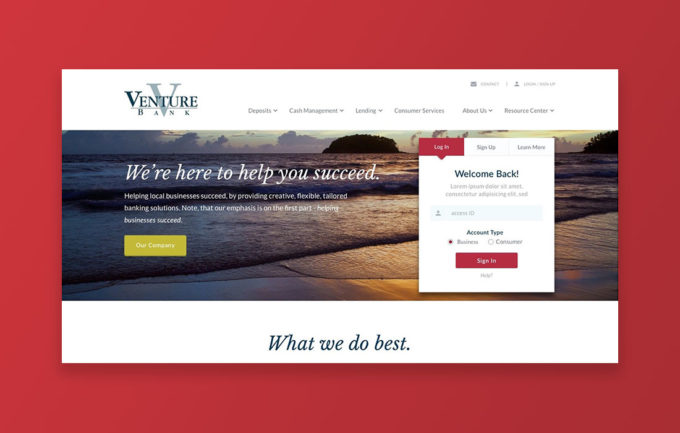 CONTACT | LOGIN / SIGN UP
VENTURE
BANK
Deposits Cash Management Lending Consumer Services About Us Resource Center
Log In Sign Up Learn More
We're here to help you succeed.
Helping local businesses succeed, by providing creative, flexible, tailored
banking solutions. Note, that our emphasis is on the first part - helping
businesses succeed.
Our Company
Welcome Back!
Lorem ipsum dolor sit amet,
consectetur adipisicing elit, sed
access ID
Account Type
Business Consumer
Sign In
Help?
What we do best.